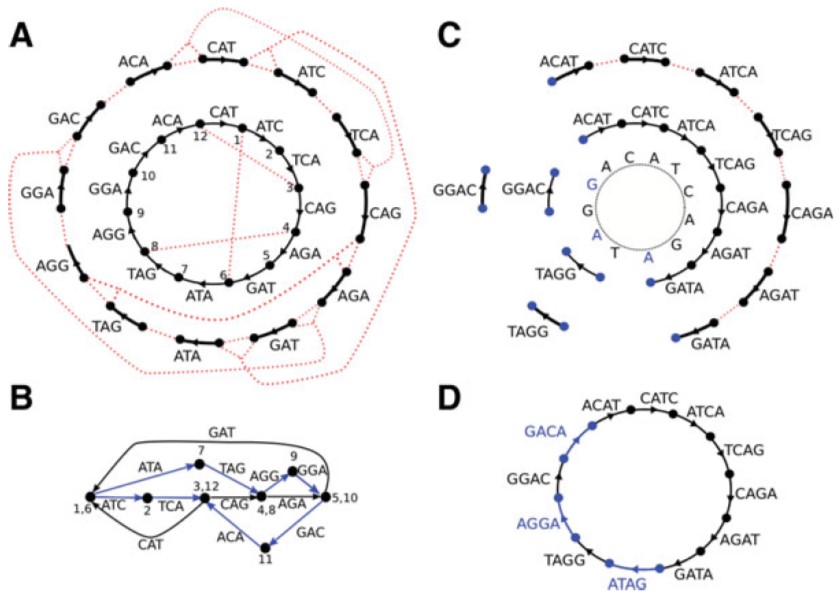 A
CAT
ATC
TCA
CAG
AGA
GAT
ATA
TAG
AGG
GGA
GAC
ACA
CAT
ATC
TCA
CAG
AGA
GAT
ATA
TAG
AGG
GGA
GAC
ACA
1
2
3
4
5
6
7
8
9
10
11
12
B
GAT
7
9
ATA
TAG
AGG
GGA
1,6
ATC
2
TCA
3,12
CAG
4,8
AGA
5,10
CAT
ACA
GAC
11
C
ACAT
CATC
ATCA
TCAG
CAGA
AGAT
GATA
TAGG
GGAC
ACAT
CATC
ATCA
TCAG
CAGA
AGAT
GATA
TAGG
GGAC
A C A T C A G A T A G G
D
ACAT
CATC
ATCA
TCAG
CAGA
AGAT
GATA
ATAG
TAGG
AGGA
GGAC
GACA